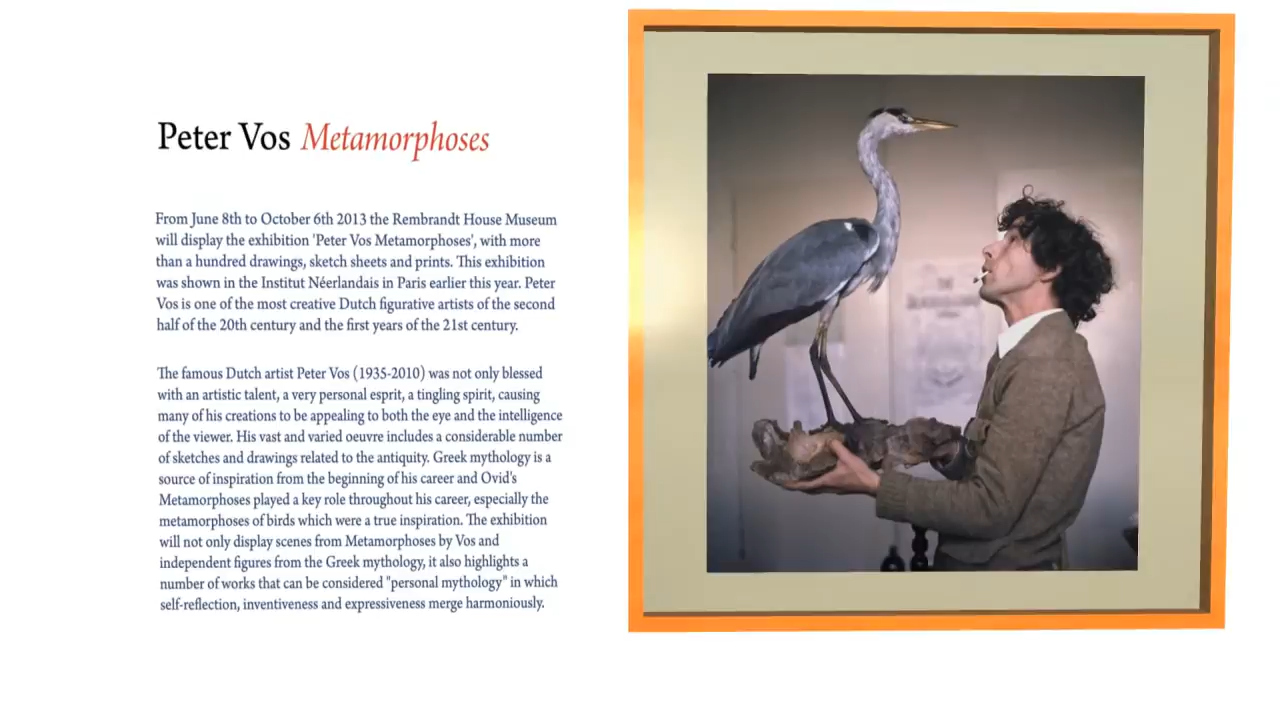 Peter Vos Metamorphoses
From June 8th to October 6th 2013 the Rembrandt House Museum
will display the exhibition 'Peter Vos Metamorphoses', with more
than a hundred drawings, sketch sheets and prints. This exhibition
was shown in the Institut Néerlandais in Paris earlier this year. Peter
Vos is one of the most creative Dutch figurative artists of the second
half of the 20th century and the first years of the 21st century.
The famous Dutch artist Peter Vos (1935-2010) was not only blessed
with an artistic talent, a very personal esprit, a tingling spirit, causing
many of his creations to be appealing to both the eye and the intelligence
of the viewer. His vast and varied oeuvre includes a considerable number
of sketches and drawings related to the antiquity. Greek mythology is a
source of inspiration from the beginning of his career and Ovid's
Metamorphoses played a key role throughout his career, especially the
metamorphoses of birds which were a true inspiration. The exhibition
will not only display scenes from Metamorphoses by Vos and
independent figures from the Greek mythology, it also highlights a
number of works that can be considered "personal mythology" in which
self-reflection, inventiveness and expressiveness merge harmoniously.